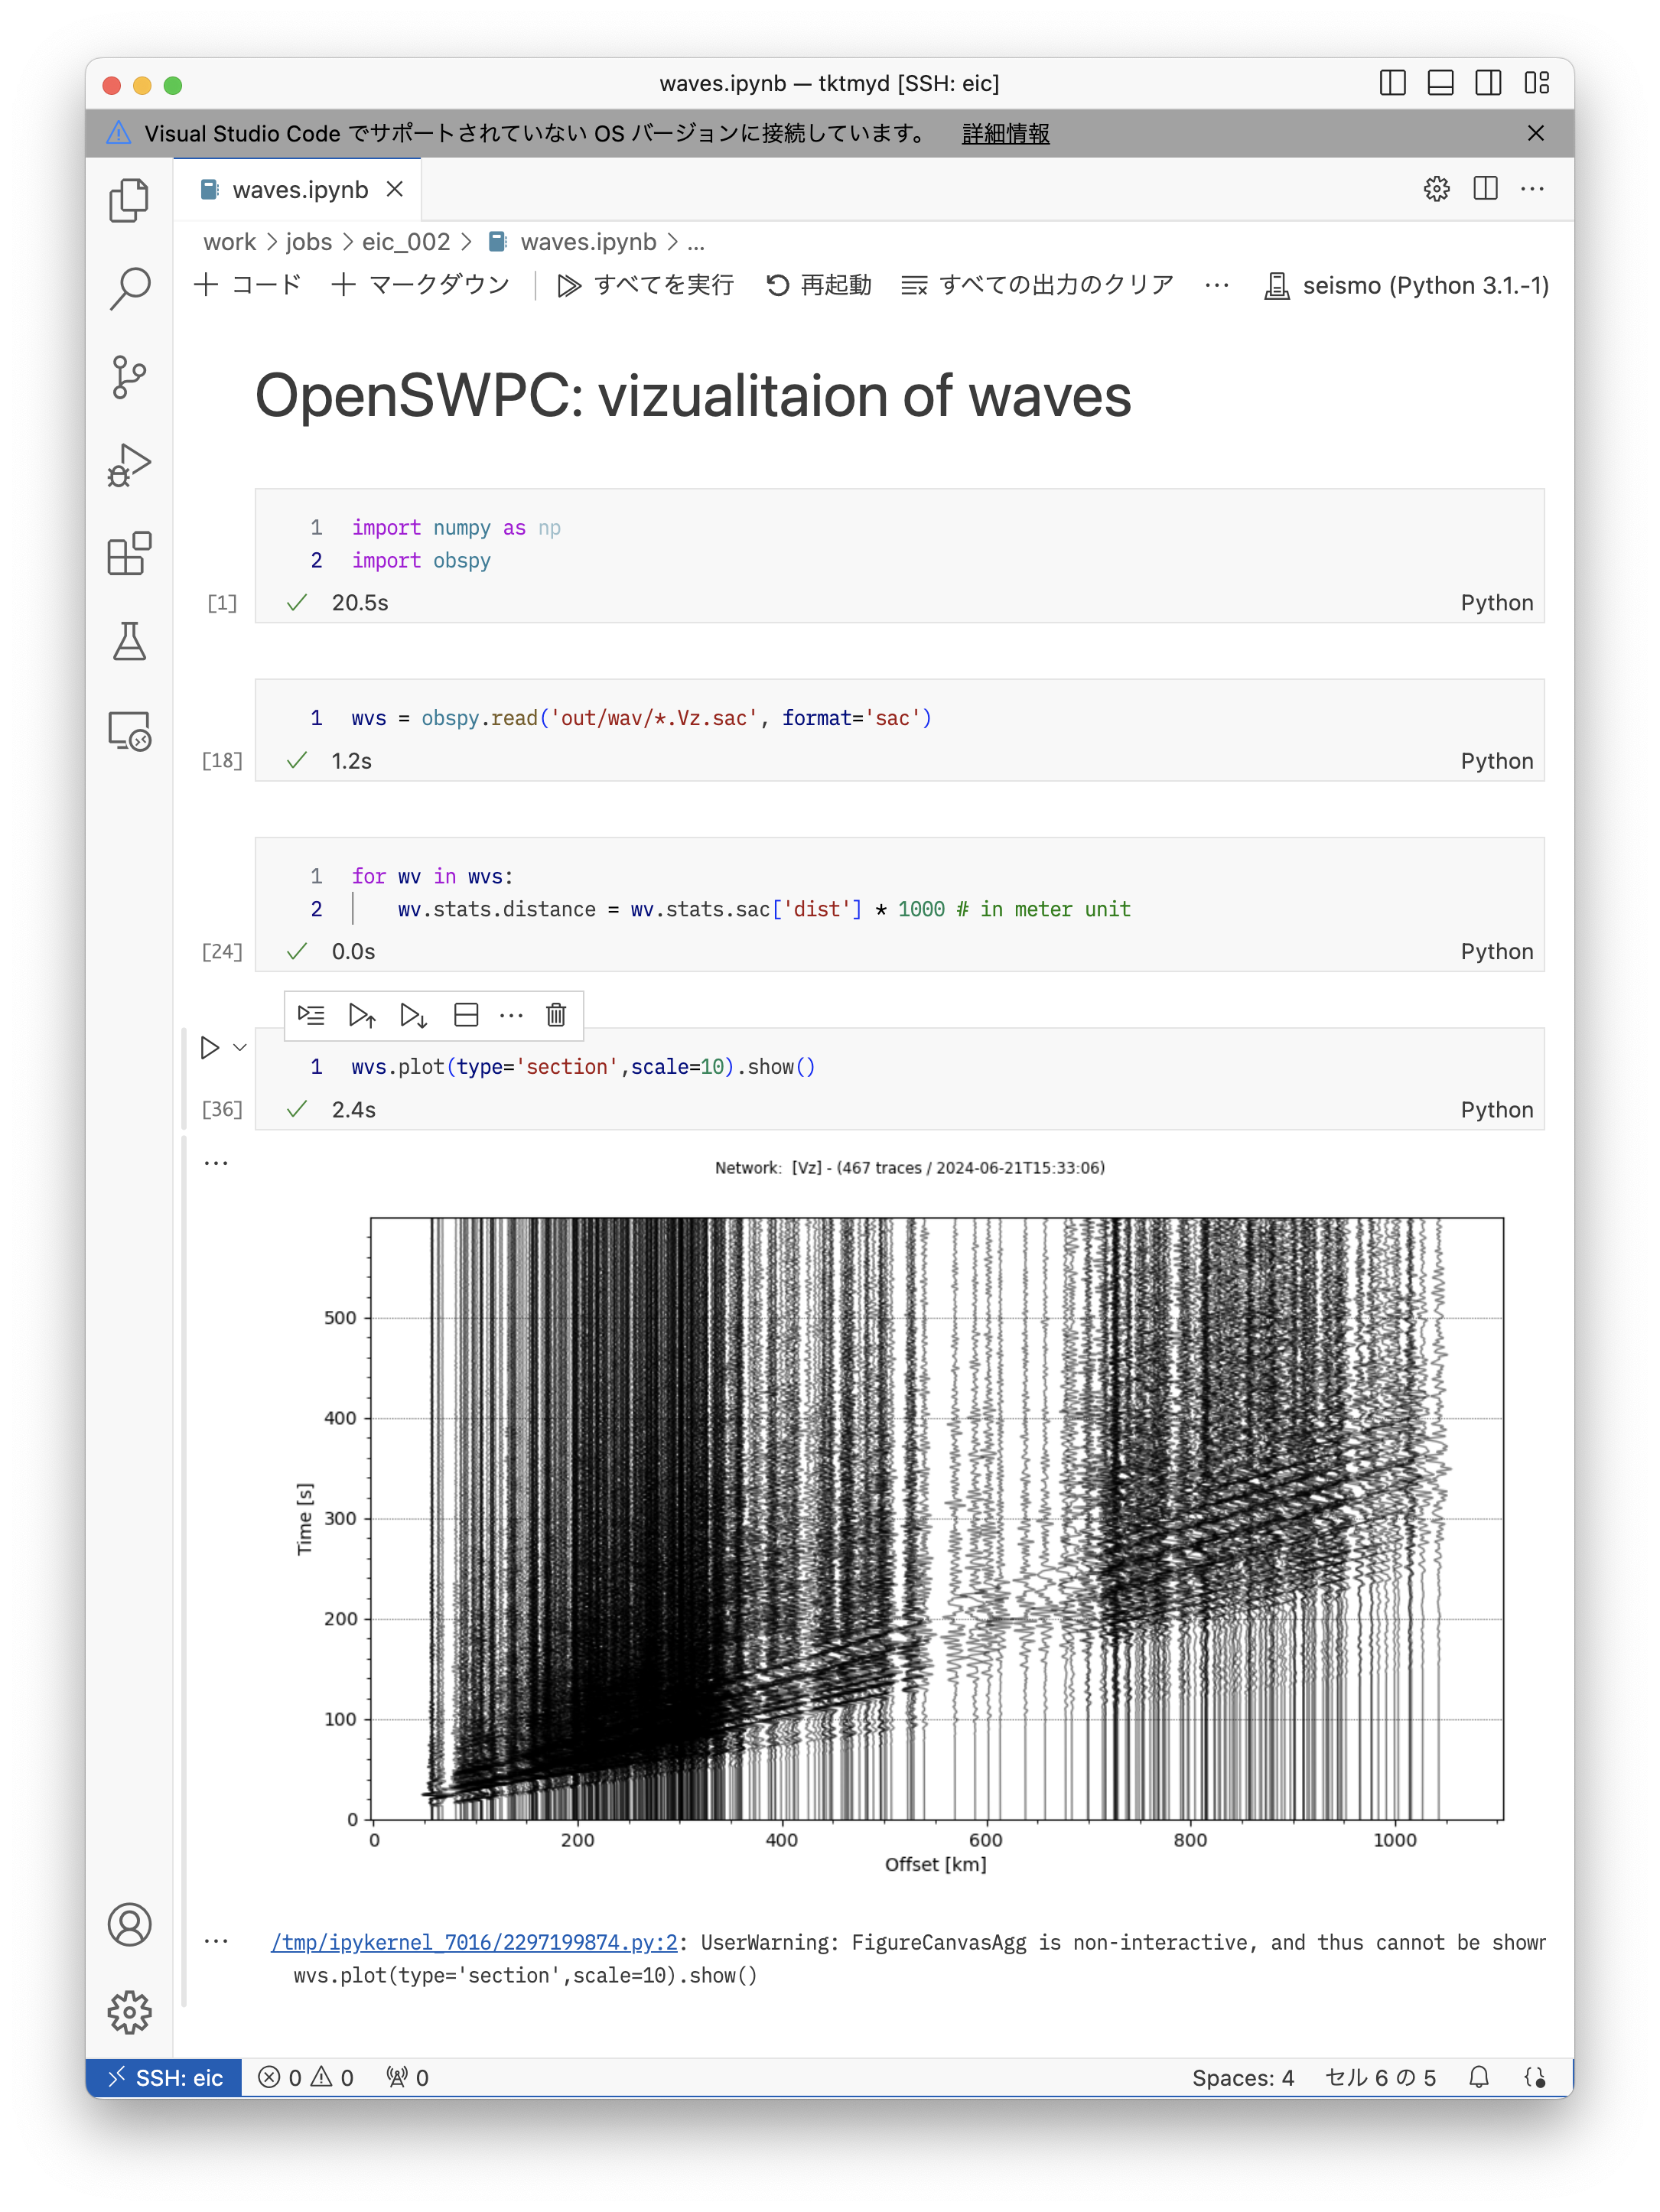 waves.ipynb — tktmyd [SSH: eic]
Visual Studio Code でサポートされていない OS バージョンに接続しています。 詳細情報
waves.ipynb
work > jobs > eic_002 > waves.ipynb > ...
コード マークダウン すべてを実行 再起動 すべての出力のクリア ... seismo (Python 3.1.-1)
OpenSWPC: vizualitaion of waves
1 import numpy as np
2 import obspy
[1] 20.5s Python
1 wvs = obspy.read('out/wav/*.Vz.sac', format='sac')
[18] 1.2s Python
1 for wv in wvs:
2 wv.stats.distance = wv.stats.sac['dist'] * 1000 # in meter unit
[24] 0.0s Python
1 wvs.plot(type='section',scale=10).show()
[36] 2.4s Python
Network: [Vz] - (467 traces / 2024-06-21T15:33:06)
500
400
300
200
100
0
Time [s]
0 200 400 600 800 1000
Offset [km]
/tmp/ipykernel_7016/2297199874.py:2: UserWarning: FigureCanvasAgg is non-interactive, and thus cannot be shown
wvs.plot(type='section',scale=10).show()
SSH: eic 0 0 0 Spaces: 4 セル 6 の 5